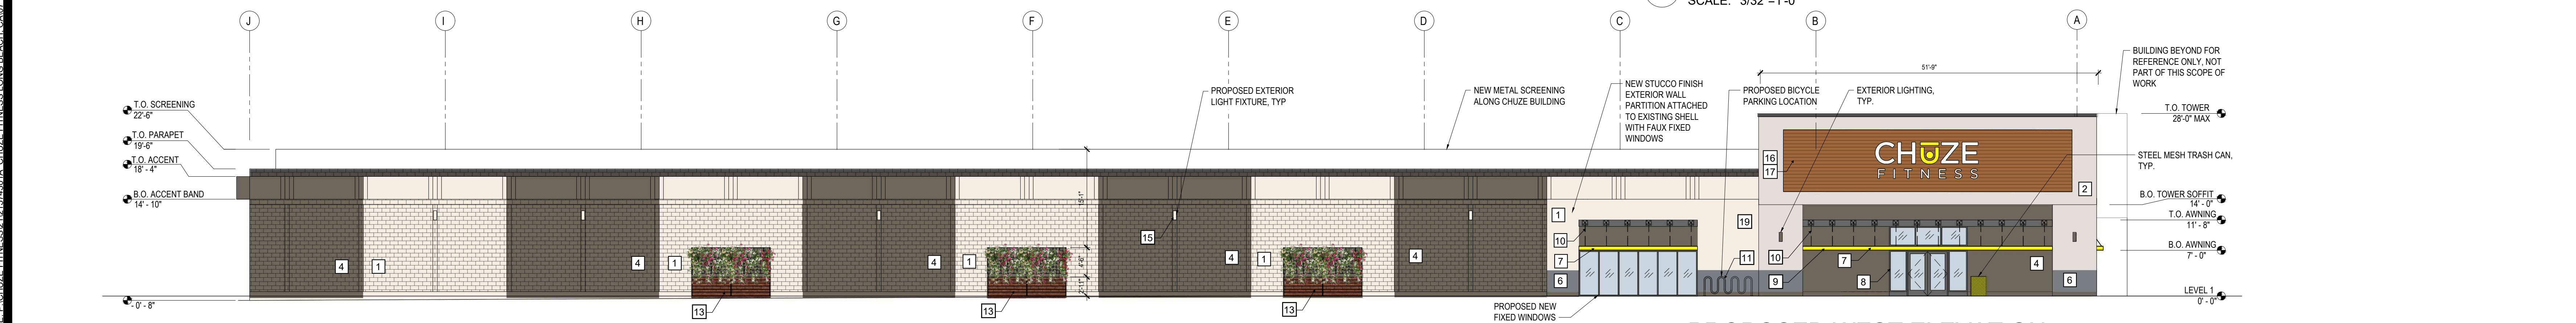 SCALE: 3/32"=1'-0"
J
I
H
G
F
E
D
C
B
A
T.O. SCREENING
22'-6"
T.O. PARAPET
19'-6"
T.O. ACCENT
18' - 4"
B.O. ACCENT BAND
14' - 10"
- 0' - 8"
PROPOSED EXTERIOR
LIGHT FIXTURE, TYP
NEW METAL SCREENING
ALONG CHUZE BUILDING
NEW STUCCO FINISH
EXTERIOR WALL
PARTITION ATTACHED
TO EXISTING SHELL
WITH FAUX FIXED
WINDOWS
PROPOSED BICYCLE
PARKING LOCATION
EXTERIOR LIGHTING,
TYP.
51'-9"
BUILDING BEYOND FOR
REFERENCE ONLY, NOT
PART OF THIS SCOPE OF
WORK
T.O. TOWER
28'-0" MAX
STEEL MESH TRASH CAN,
TYP.
B.O. TOWER SOFFIT
14' - 0"
T.O. AWNING
11' - 8"
B.O. AWNING
7' - 0"
LEVEL 1
0' - 0"
CHUZE
FITNESS
16
17
2
15'-1"
4'-6"
2'-11"
4
1
4
1
13
4
1
13
15
4
1
13
4
1
10
7
6
19
11
10
9
7
8
4
6
PROPOSED NEW
FIXED WINDOWS